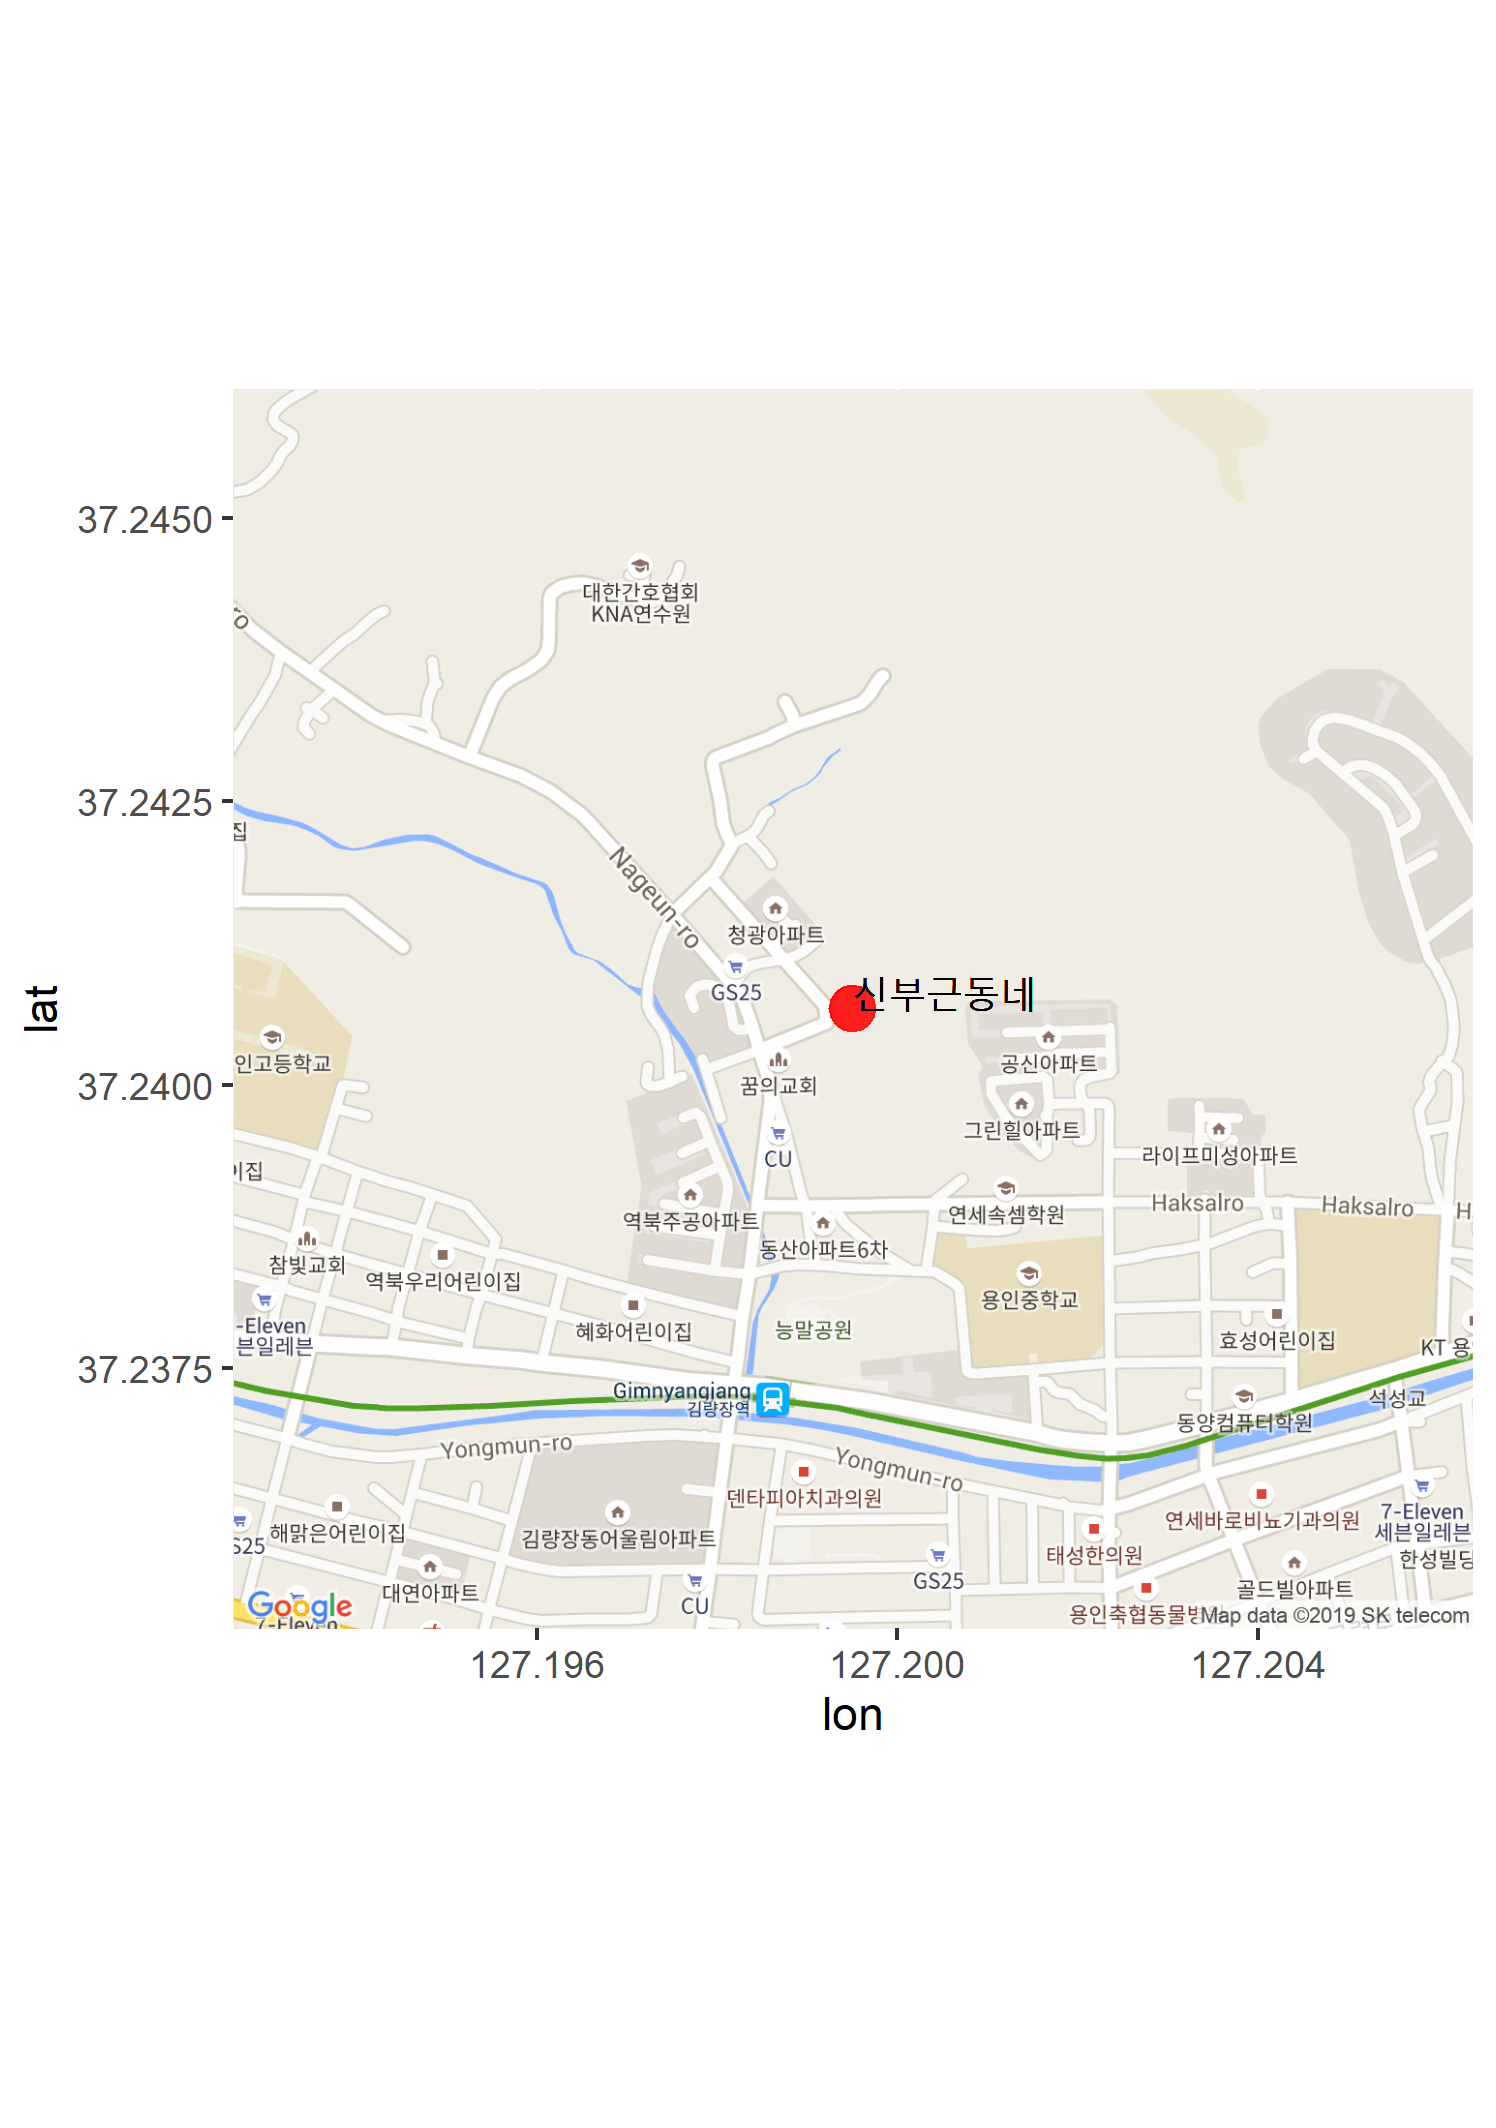 37.2450
대한간호협회
KNA연수원
ro
37.2425
집
Nageun-ro
청광아파트
GS25
신부근동네
lat
인고등학교
공신아파트
37.2400
꿈의교회
그린힐아파트
CU
라이프미성아파트
이집
Haksalro
Haksalro
역북주공아파트
연세속셈학원
동산아파트6차
참빛교회
역북우리어린이집
용인중학교
-Eleven
븐일레븐
혜화어린이집
능말공원
효성어린이집
KT 용
37.2375
Gimnyangjang
김량장역
석성교
동양컴퓨터학원
Yongmun-ro
Yongmun-ro
덴타피아치과의원
해맑은어린이집
김량장동어울림아파트
연세바로비뇨기과의원
7-Eleven
세븐일레븐
S25
태성한의원
한성빌딩
대연아파트
GS25
골드빌아파트
CU
Google
7-Eleven
용인축협동물병원
Map data ©2019 SK telecom
127.196
127.200
127.204
lon